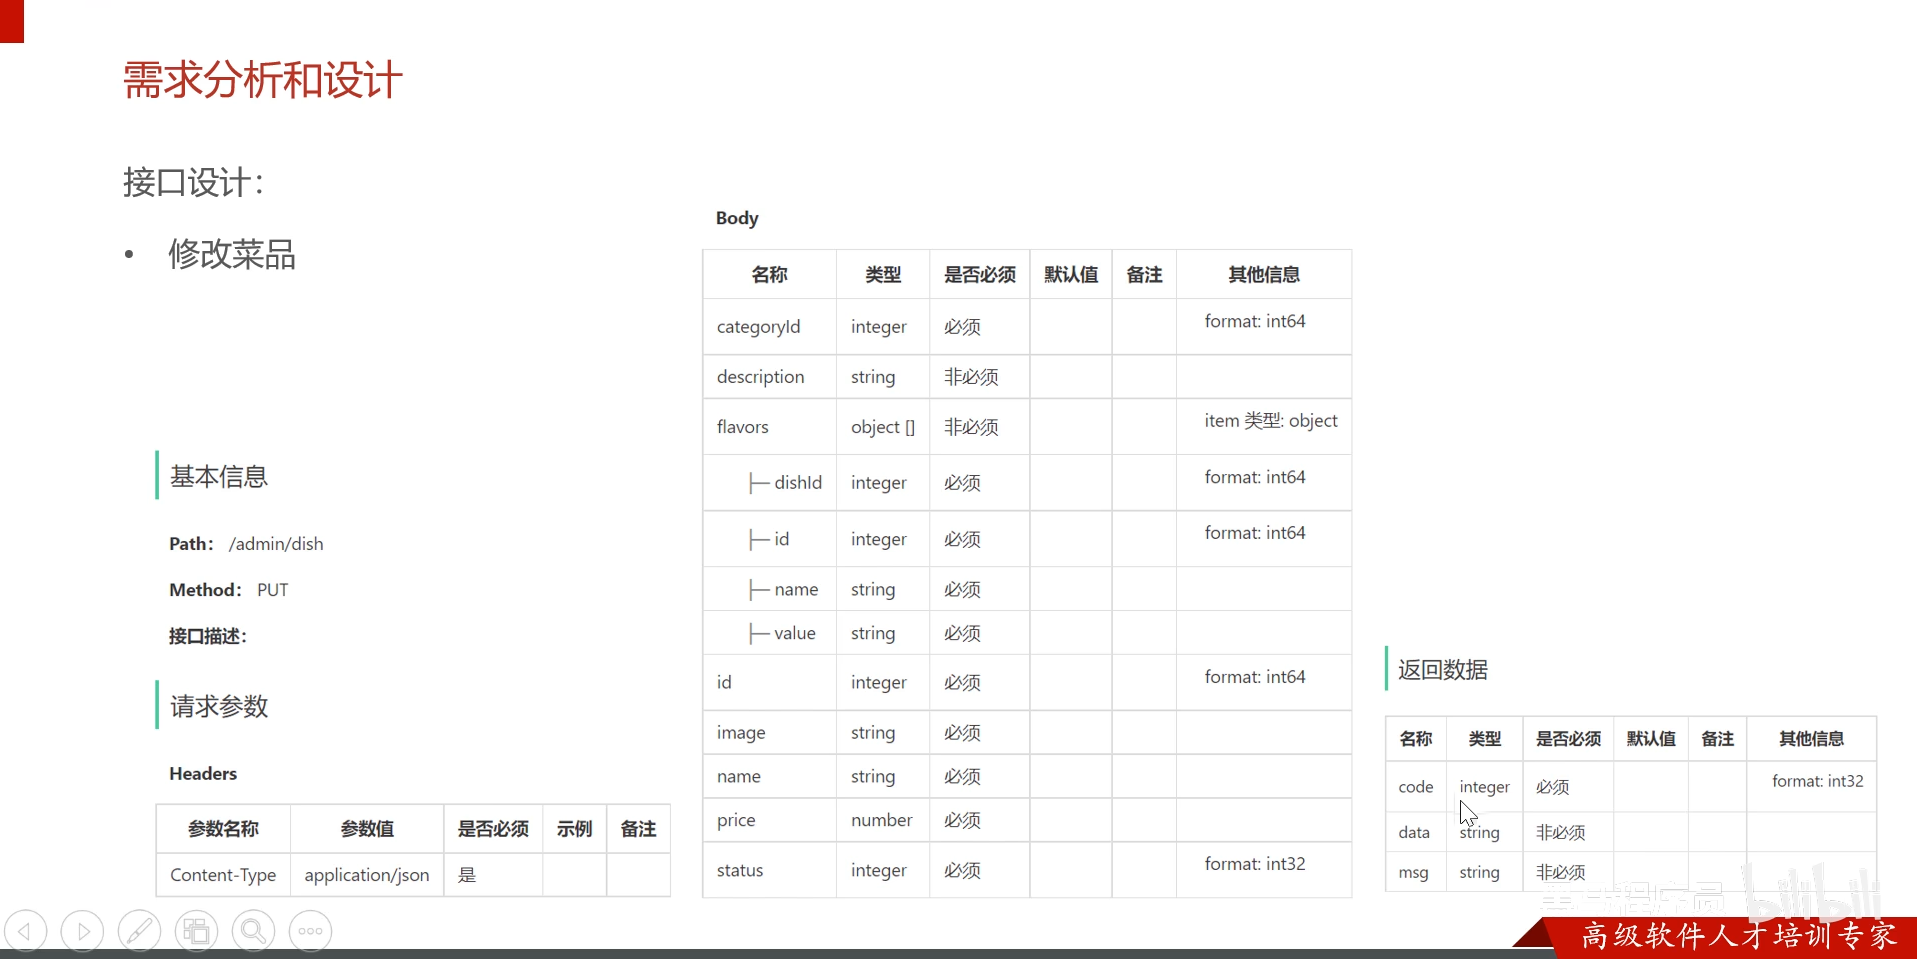 需求分析和设计
接口设计：
• 修改菜品
基本信息
Path： /admin/dish
Method： PUT
接口描述：
请求参数
Headers
参数名称 参数值 是否必须 示例 备注
Content-Type application/json 是
Body
名称 类型 是否必须 默认值 备注 其他信息
categoryId integer 必须 format: int64
description string 非必须
flavors object [] 非必须 item 类型: object
├─ dishId integer 必须 format: int64
├─ id integer 必须 format: int64
├─ name string 必须
├─ value string 必须
id integer 必须 format: int64
image string 必须
name string 必须
price number 必须
status integer 必须 format: int32
返回数据
名称 类型 是否必须 默认值 备注 其他信息
code integer 必须 format: int32
data string 非必须
msg string 非必须
bilibili
高级软件人才培训专家